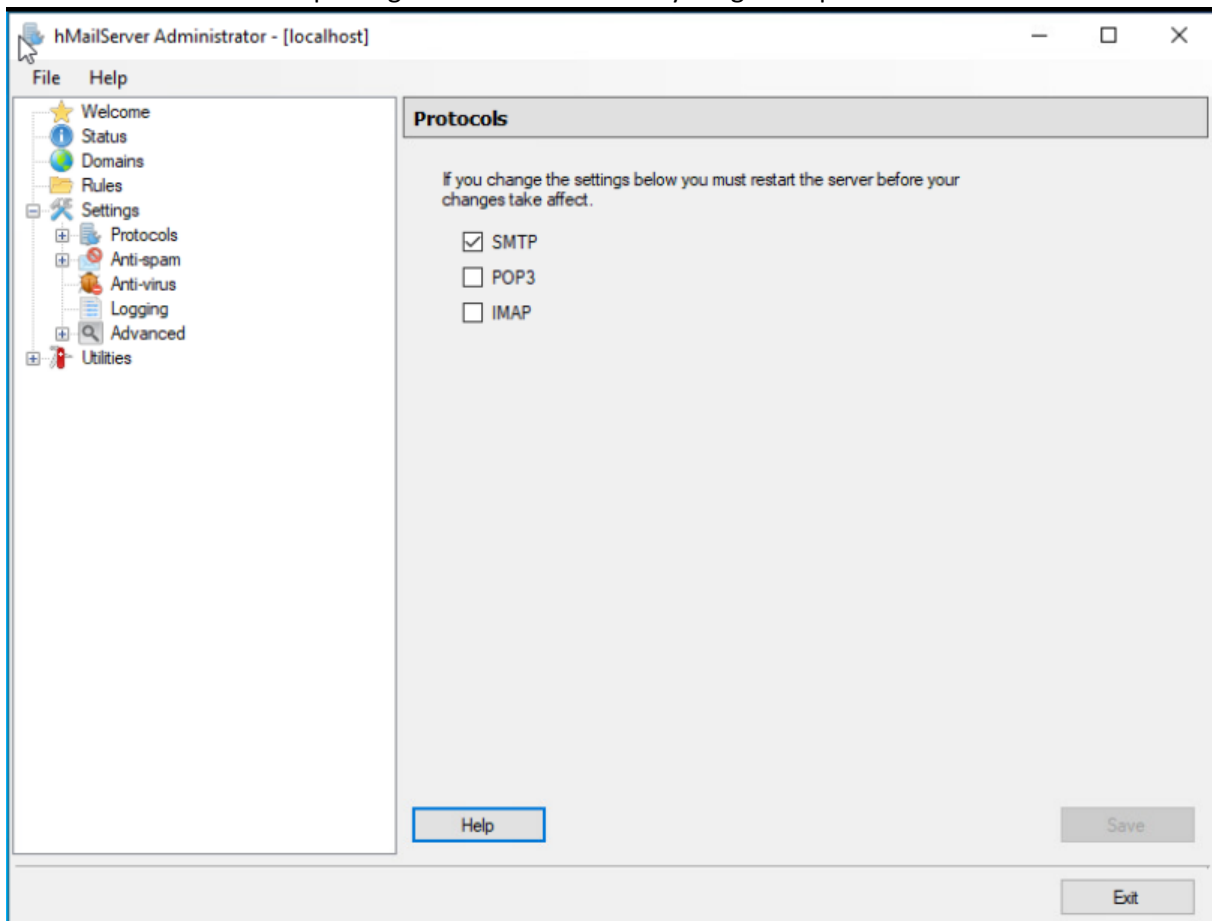 hMailServer Administrator - [localhost]
File Help
Welcome
Status
Domains
Rules
Settings
Protocols
Anti-spam
Anti-virus
Logging
Advanced
Utilities
Protocols
If you change the settings below you must restart the server before your
changes take affect.
SMTP
POP3
IMAP
Help
Save
Exit